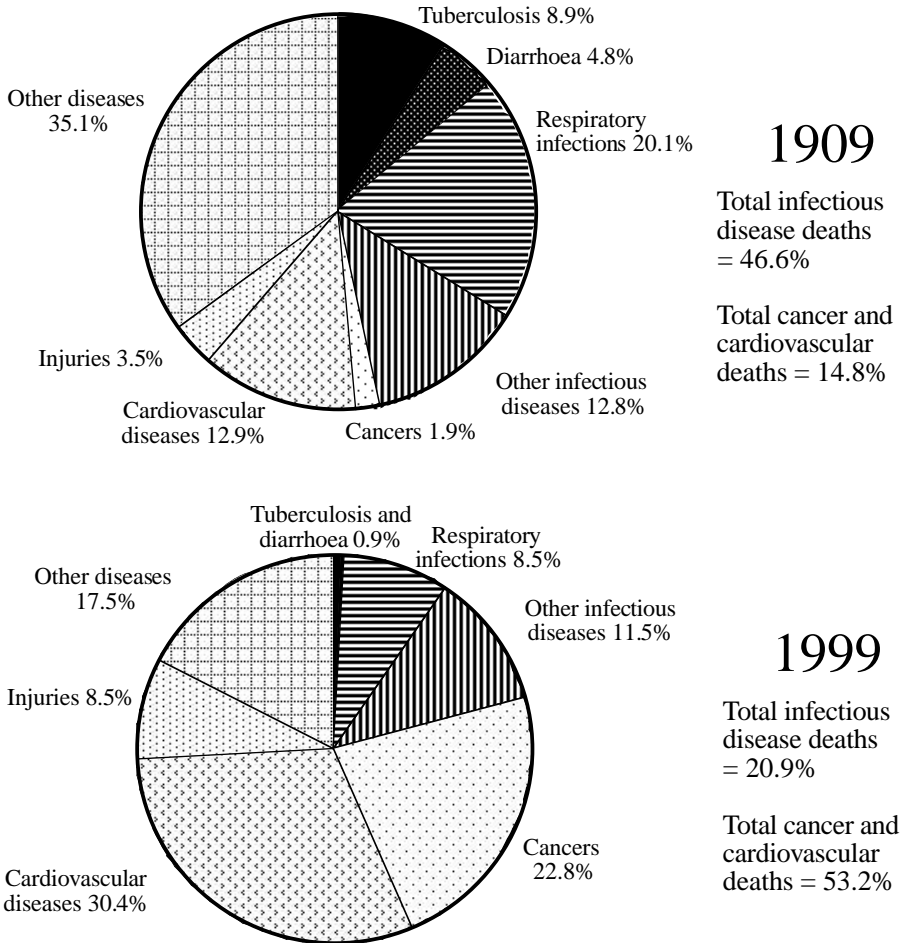 Tuberculosis 8.9%
Diarrhoea 4.8%
Respiratory
infections 20.1%
Other infectious
diseases 12.8%
Cancers 1.9%
Cardiovascular
diseases 12.9%
Injuries 3.5%
Other diseases
35.1%
1909
Total infectious
disease deaths
= 46.6%
Total cancer and
cardiovascular
deaths = 14.8%
Tuberculosis and
diarrhoea 0.9%
Respiratory
infections 8.5%
Other infectious
diseases 11.5%
Cancers
22.8%
Cardiovascular
diseases 30.4%
Injuries 8.5%
Other diseases
17.5%
1999
Total infectious
disease deaths
= 20.9%
Total cancer and
cardiovascular
deaths = 53.2%